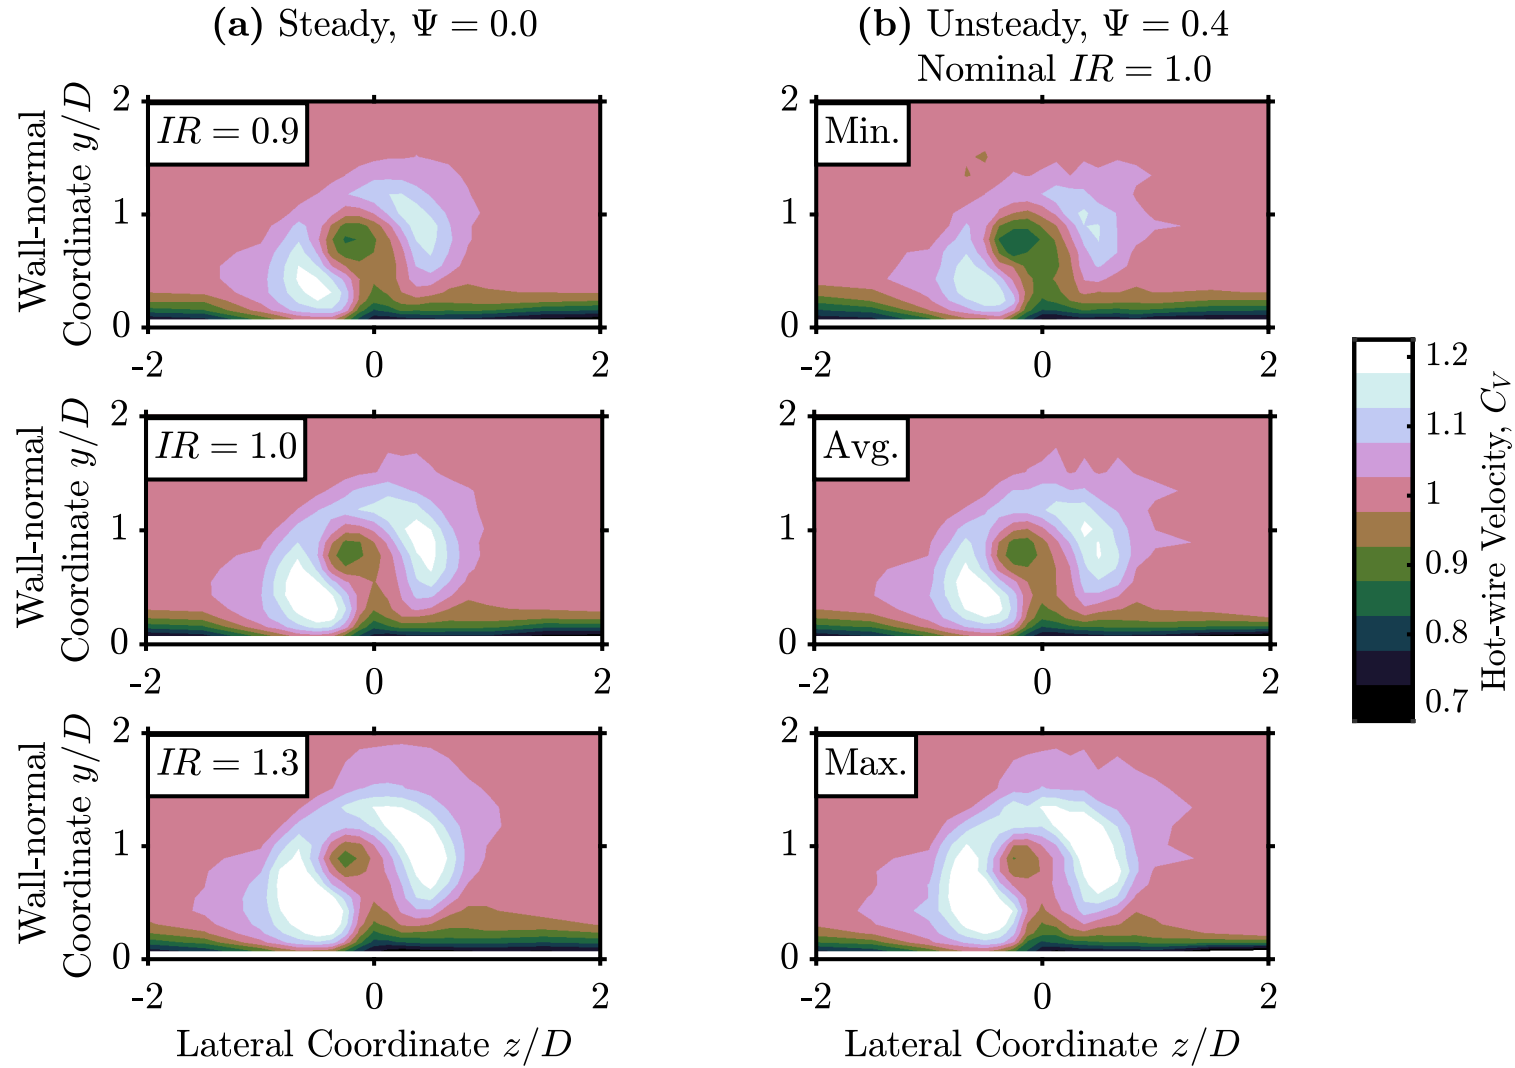 (a) Steady, Ψ = 0.0
(b) Unsteady, Ψ = 0.4
Nominal IR = 1.0
Wall-normal
Coordinate y/D
2
1
0
IR = 0.9
-2
0
2
2
1
0
Min.
-2
0
2
Wall-normal
Coordinate y/D
2
1
0
IR = 1.0
-2
0
2
2
1
0
Avg.
-2
0
2
Wall-normal
Coordinate y/D
2
1
0
IR = 1.3
-2
0
2
Lateral Coordinate z/D
2
1
0
Max.
-2
0
2
Lateral Coordinate z/D
1.2
1.1
1
0.9
0.8
0.7
Hot-wire Velocity, C_V